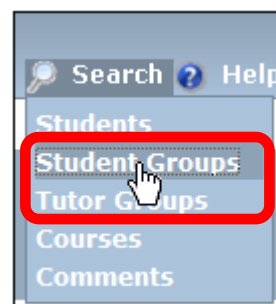 Search Help
Students
Student Groups
Tutor Groups
Courses
Comments